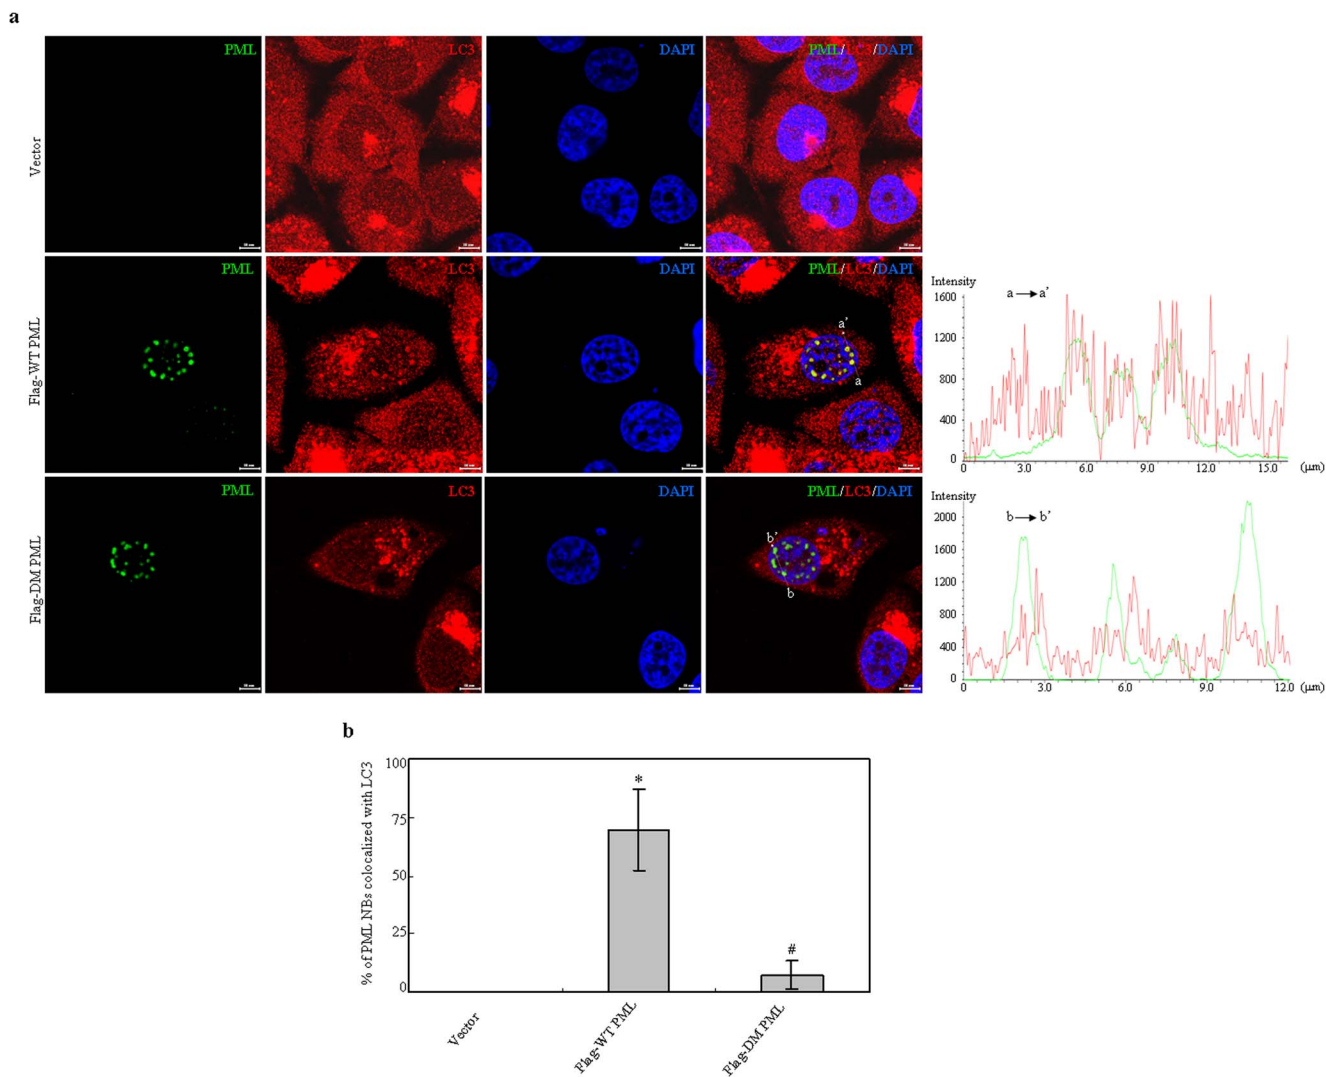 a
PML
LC3
DAPI
PML/LC3/DAPI
Vector
PML
LC3
DAPI
PML/LC3/DAPI
a'
a
Flag-WT PML
Intensity
a → a'
1600
1200
800
400
0
0 3.0 6.0 9.0 12.0 15.0 (μm)
PML
LC3
DAPI
PML/LC3/DAPI
b'
b
Flag-DM PML
Intensity
b → b'
2000
1600
1200
800
400
0
0 3.0 6.0 9.0 12.0 (μm)
b
% of PML NBs colocalized with LC3
100
75
50
25
0
*
#
Vector
Flag-WT PML
Flag-DM PML